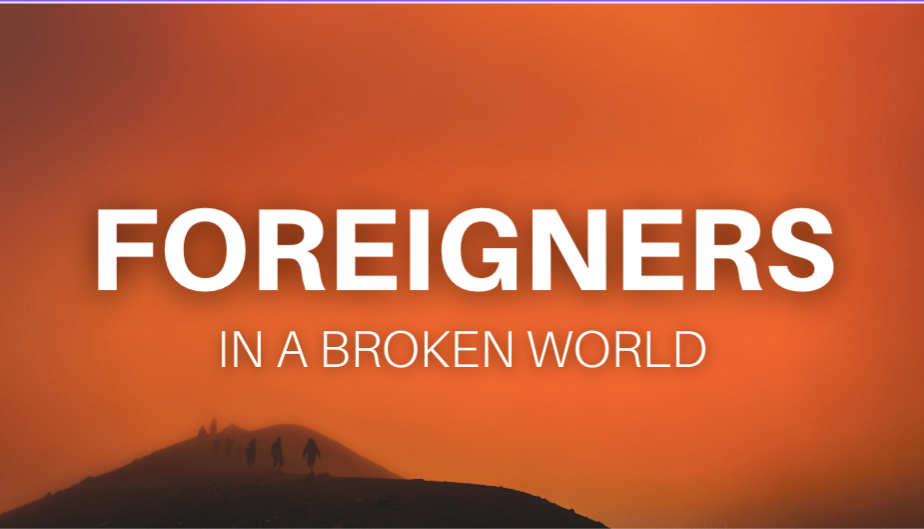 FOREIGNERS
IN A BROKEN WORLD